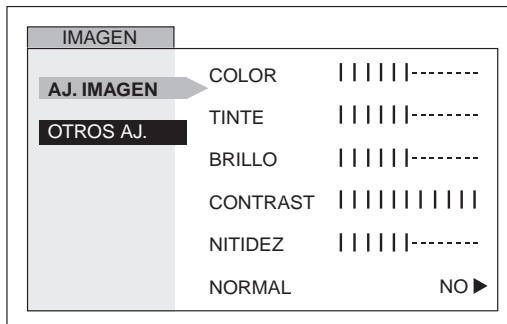 IMAGEN
AJ. IMAGEN
OTROS AJ.
COLOR
TINTE
BRILLO
CONTRAST
NITIDEZ
NORMAL NO